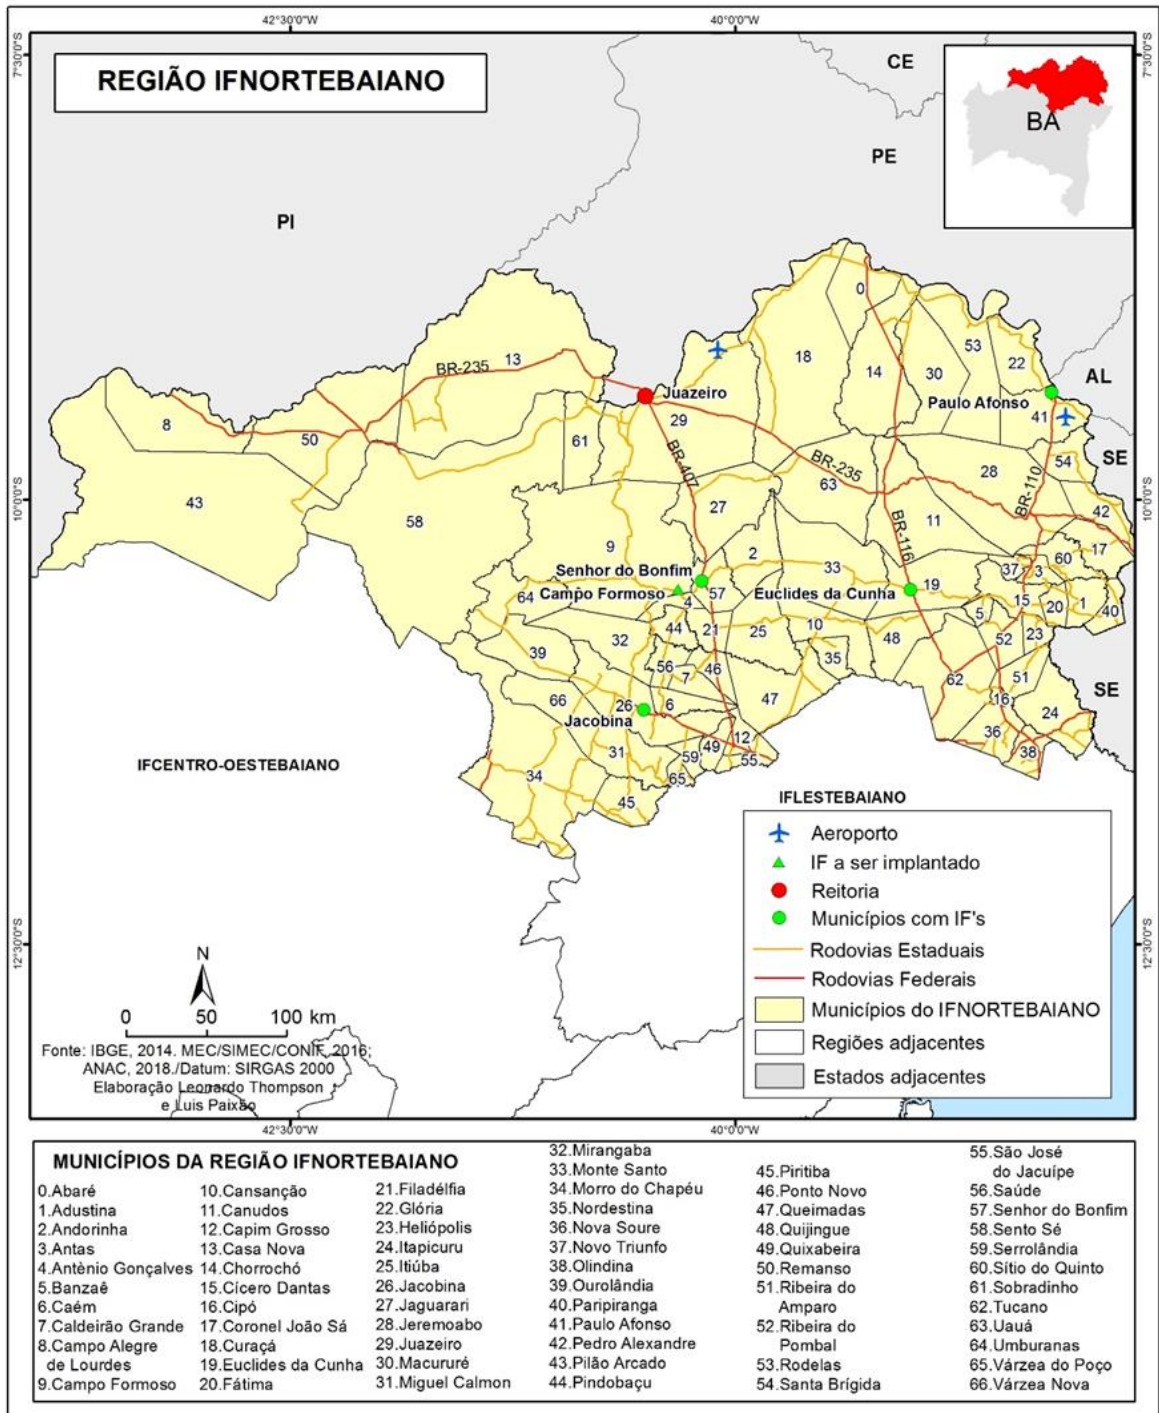 42°30'0"W
40°0'0"W
7°30'0"S
7°30'0"S
REGIÃO IFNORTEBAIANO
CE
BA
PE
PI
0
13
18
53
22
BR-235
14
30
AL
Juazeiro
Paulo Afonso
8
29
41
50
61
BR-407
BR-235
28
54
SE
BR-110
10°0'0"S
43
63
10°0'0"S
58
27
11
42
BR-116
9
2
60
17
Senhor do Bonfim
33
37
3
Campo Formoso
57
Euclides da Cunha
19
64
4
5
15
20
1
40
44
21
25
10
48
52
23
32
39
35
56
46
7
62
51
SE
66
26
6
47
16
24
Jacobina
12
36
31
49
59
55
38
IFCENTRO-OESTEBAIANO
34
65
45
IFLESTEBAIANO
Aeroporto
IF a ser implantado
Reitoria
Municípios com IF's
12°30'0"S
N
Rodovias Estaduais
12°30'0"S
Rodovias Federais
Municípios do IFNORTEBAIANO
0 50 100 km
Regiões adjacentes
Estados adjacentes
Fonte: IBGE, 2014. MEC/SIMEC/CONIF, 2016;
ANAC, 2018./Datum: SIRGAS 2000
Elaboração Leonardo Thompson
e Luis Paixão
42°30'0"W
40°0'0"W
MUNICÍPIOS DA REGIÃO IFNORTEBAIANO
0.Abaré
1.Adustina
2.Andorinha
3.Antas
4.Antènio Gonçalves
5.Banzaê
6.Caém
7.Caldeirão Grande
8.Campo Alegre
de Lourdes
9.Campo Formoso
10.Cansanção
11.Canudos
12.Capim Grosso
13.Casa Nova
14.Chorrochó
15.Cícero Dantas
16.Cipó
17.Coronel João Sá
18.Curaçá
19.Euclides da Cunha
20.Fátima
21.Filadélfia
22.Glória
23.Heliópolis
24.Itapicuru
25.Itiúba
26.Jacobina
27.Jaguarari
28.Jeremoabo
29.Juazeiro
30.Macururé
31.Miguel Calmon
32.Mirangaba
33.Monte Santo
34.Morro do Chapéu
35.Nordestina
36.Nova Soure
37.Novo Triunfo
38.Olindina
39.Ourolândia
40.Paripiranga
41.Paulo Afonso
42.Pedro Alexandre
43.Pilão Arcado
44.Pindobaçu
45.Piritiba
46.Ponto Novo
47.Queimadas
48.Quijingue
49.Quixabeira
50.Remanso
51.Ribeira do
Amparo
52.Ribeira do
Pombal
53.Rodelas
54.Santa Brígida
55.São José
do Jacuípe
56.Saúde
57.Senhor do Bonfim
58.Sento Sé
59.Serrolândia
60.Sítio do Quinto
61.Sobradinho
62.Tucano
63.Uauá
64.Umburanas
65.Várzea do Poço
66.Várzea Nova